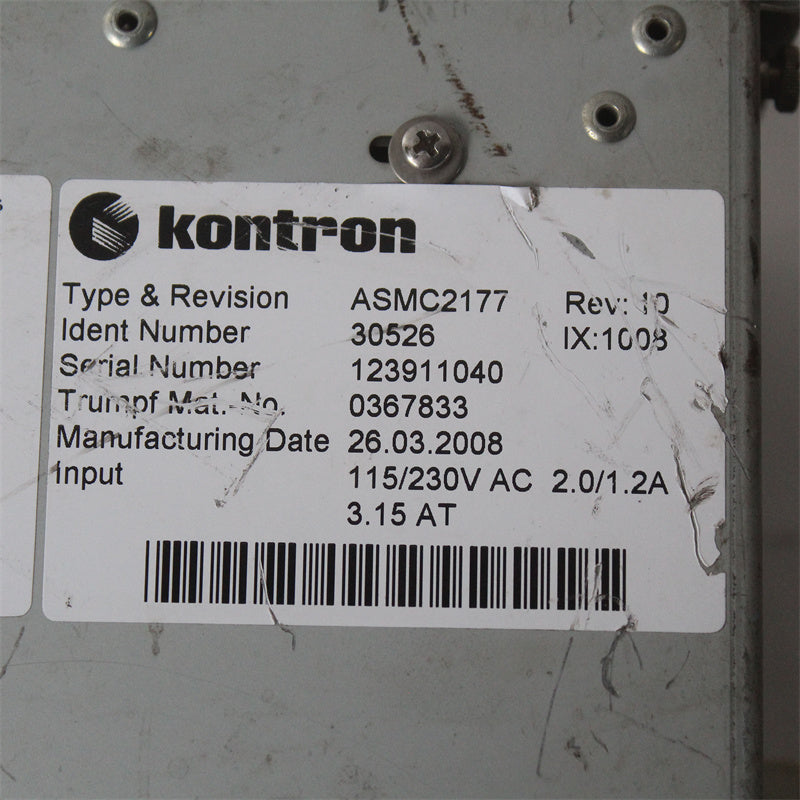 kontron
Type & Revision ASMC2177 Rev: 10
Ident Number 30526 IX:1008
Serial Number 123911040
Trumpf Mat.-No. 0367833
Manufacturing Date 26.03.2008
Input 115/230V AC 2.0/1.2A
3.15 AT